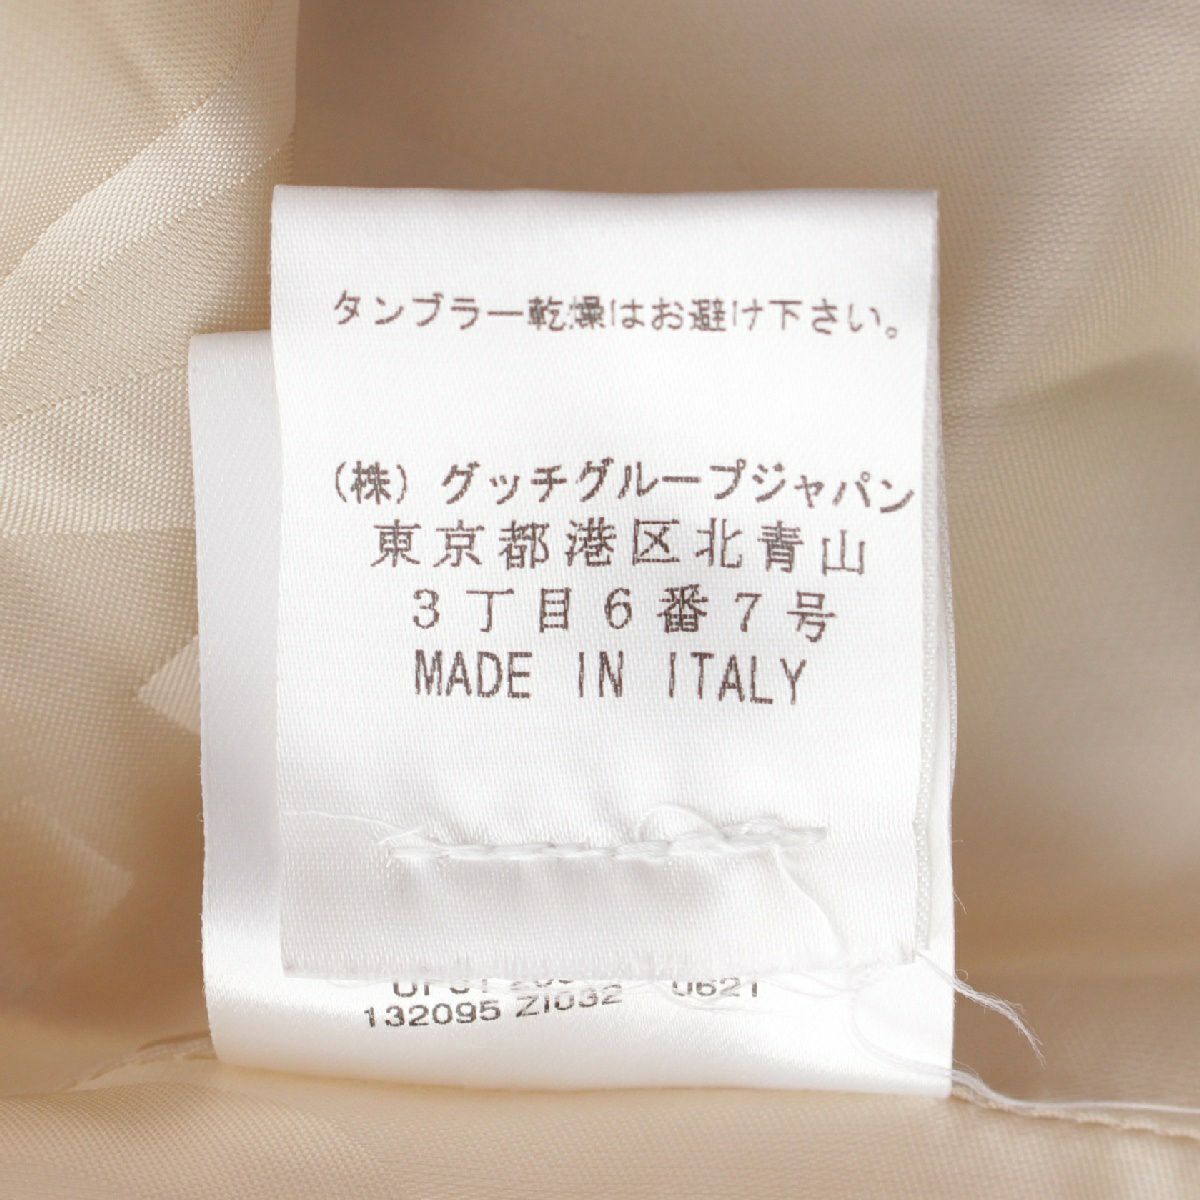 タンブラー乾燥はお避け下さい。
(株) グッチグループジャパン
東京都港区北青山
3丁目6番7号
MADE IN ITALY
0621
132095 ZI032